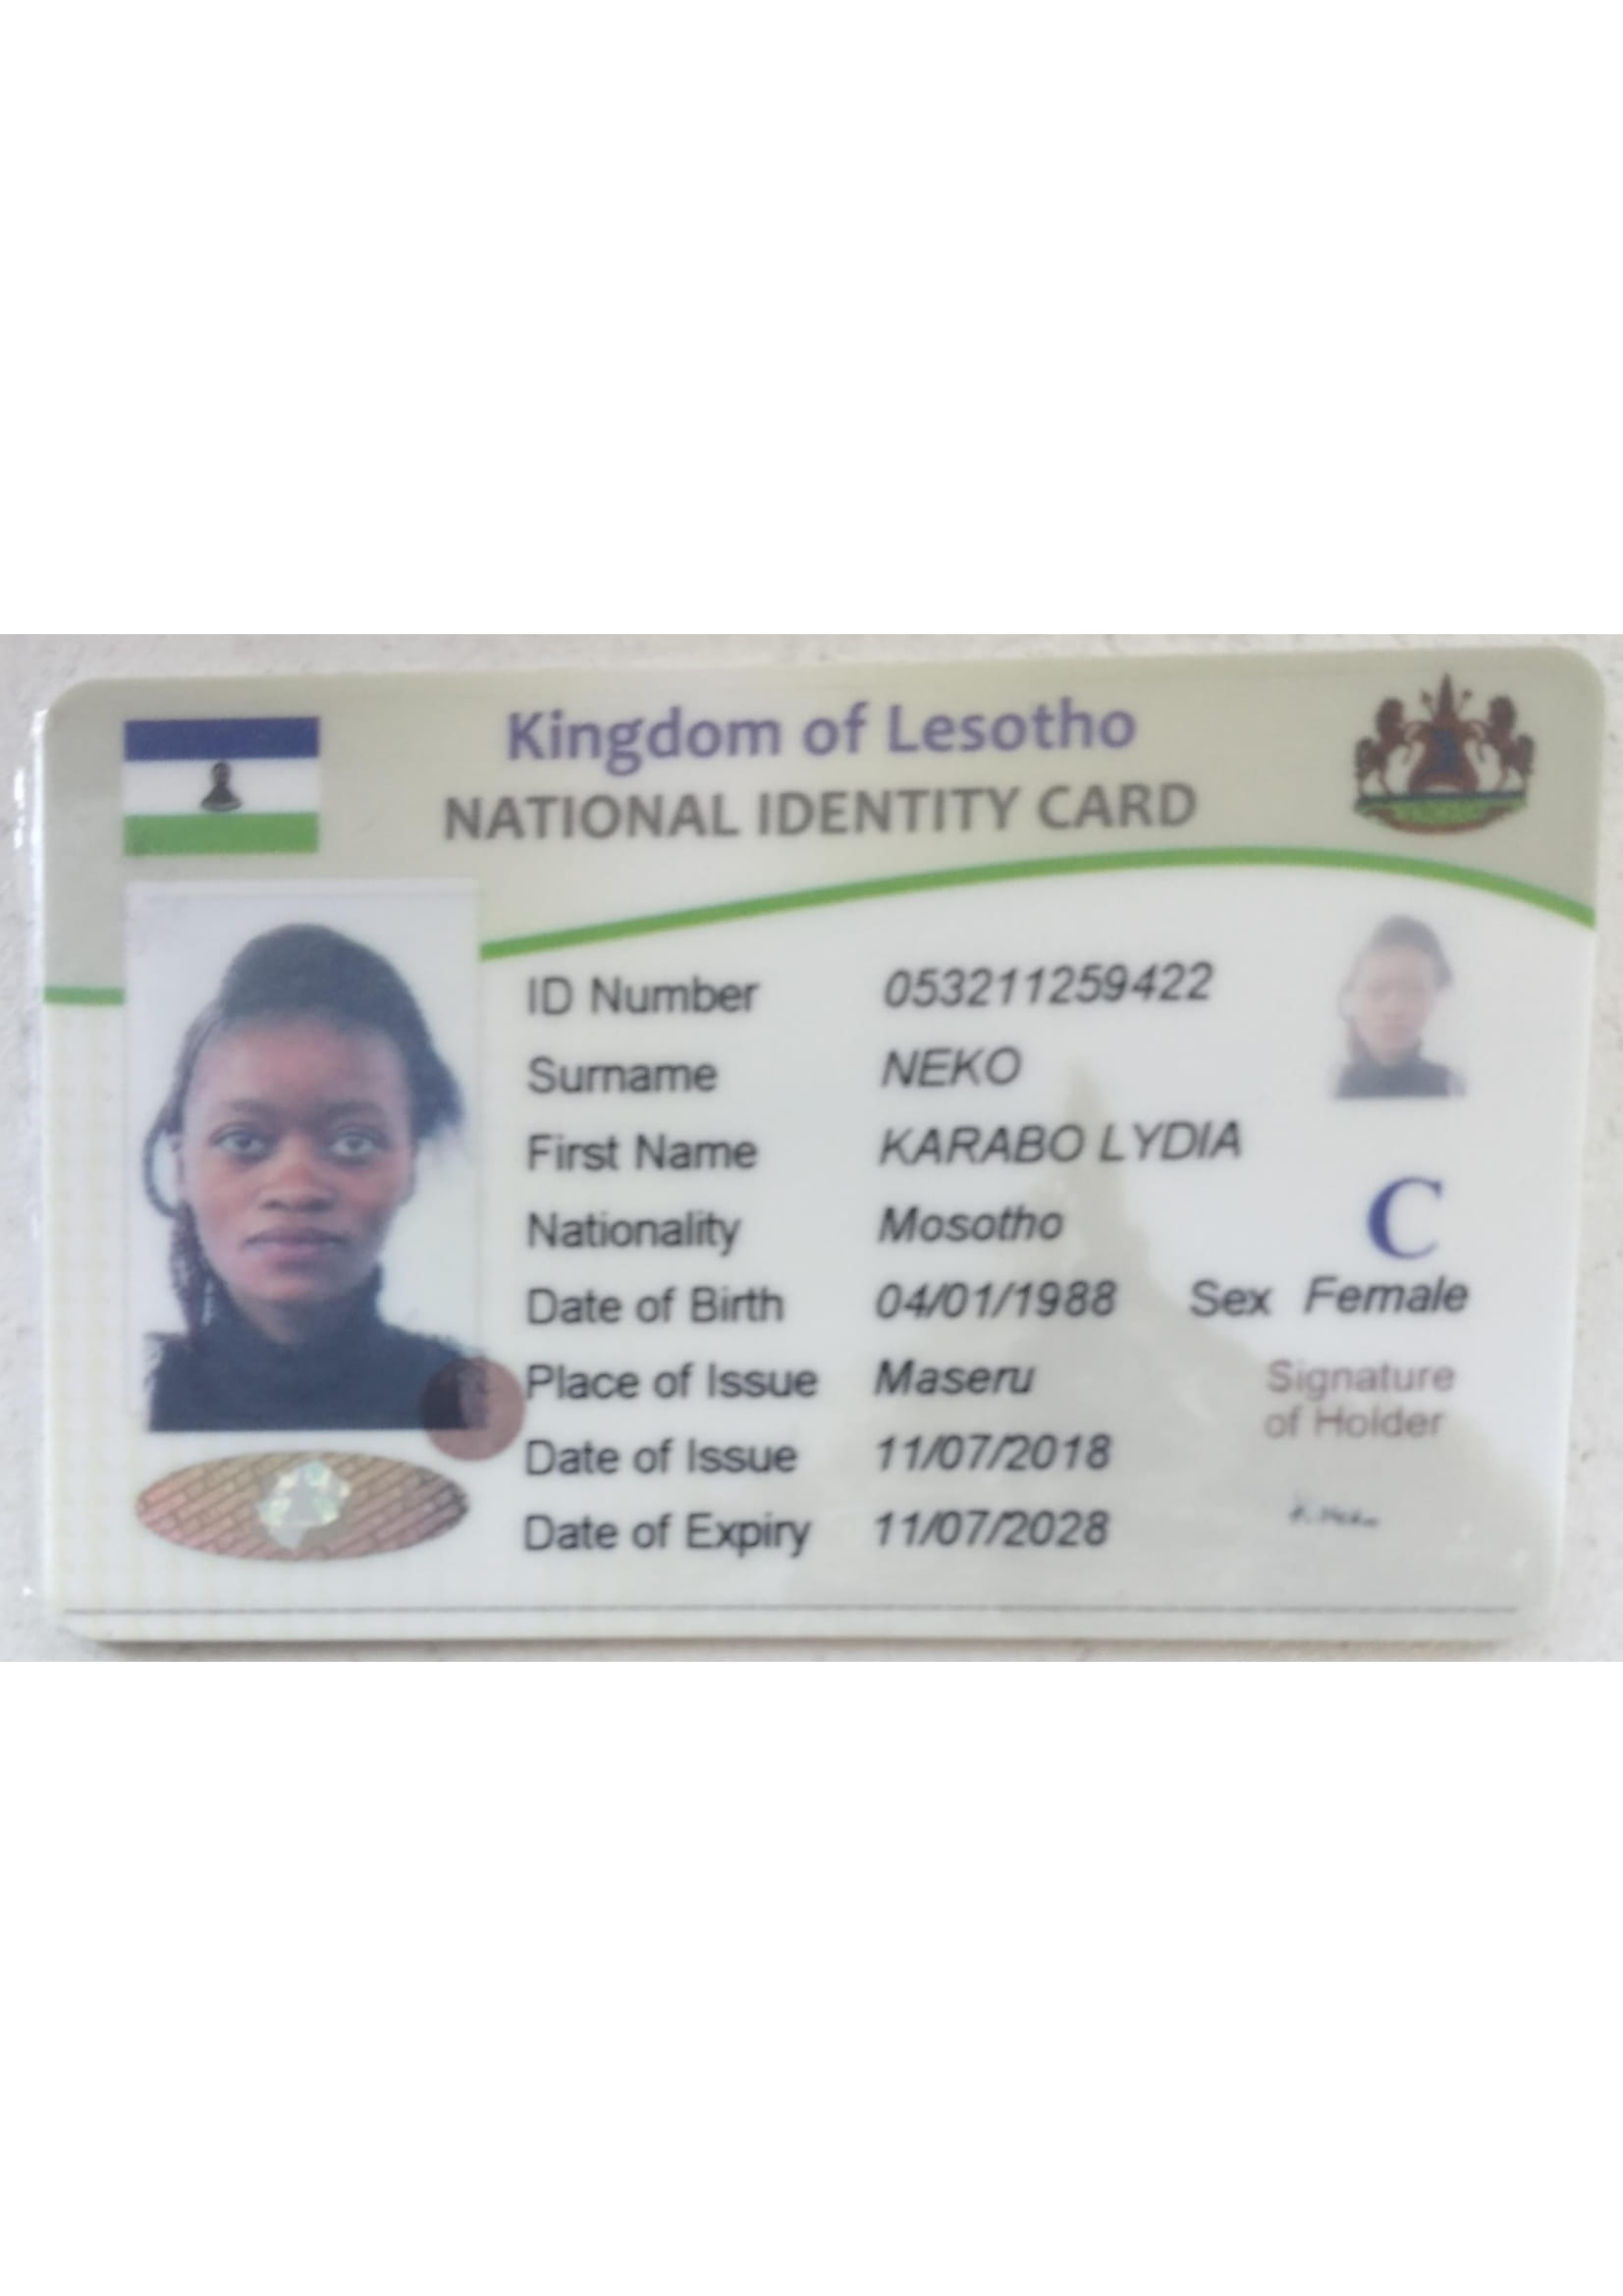 Kingdom of Lesotho
NATIONAL IDENTITY CARD
ID Number 053211259422
Surname NEKO
First Name KARABO LYDIA
Nationality Mosotho
C
Date of Birth 04/01/1988 Sex Female
Place of Issue Maseru
Signature
of Holder
Date of Issue 11/07/2018
Date of Expiry 11/07/2028